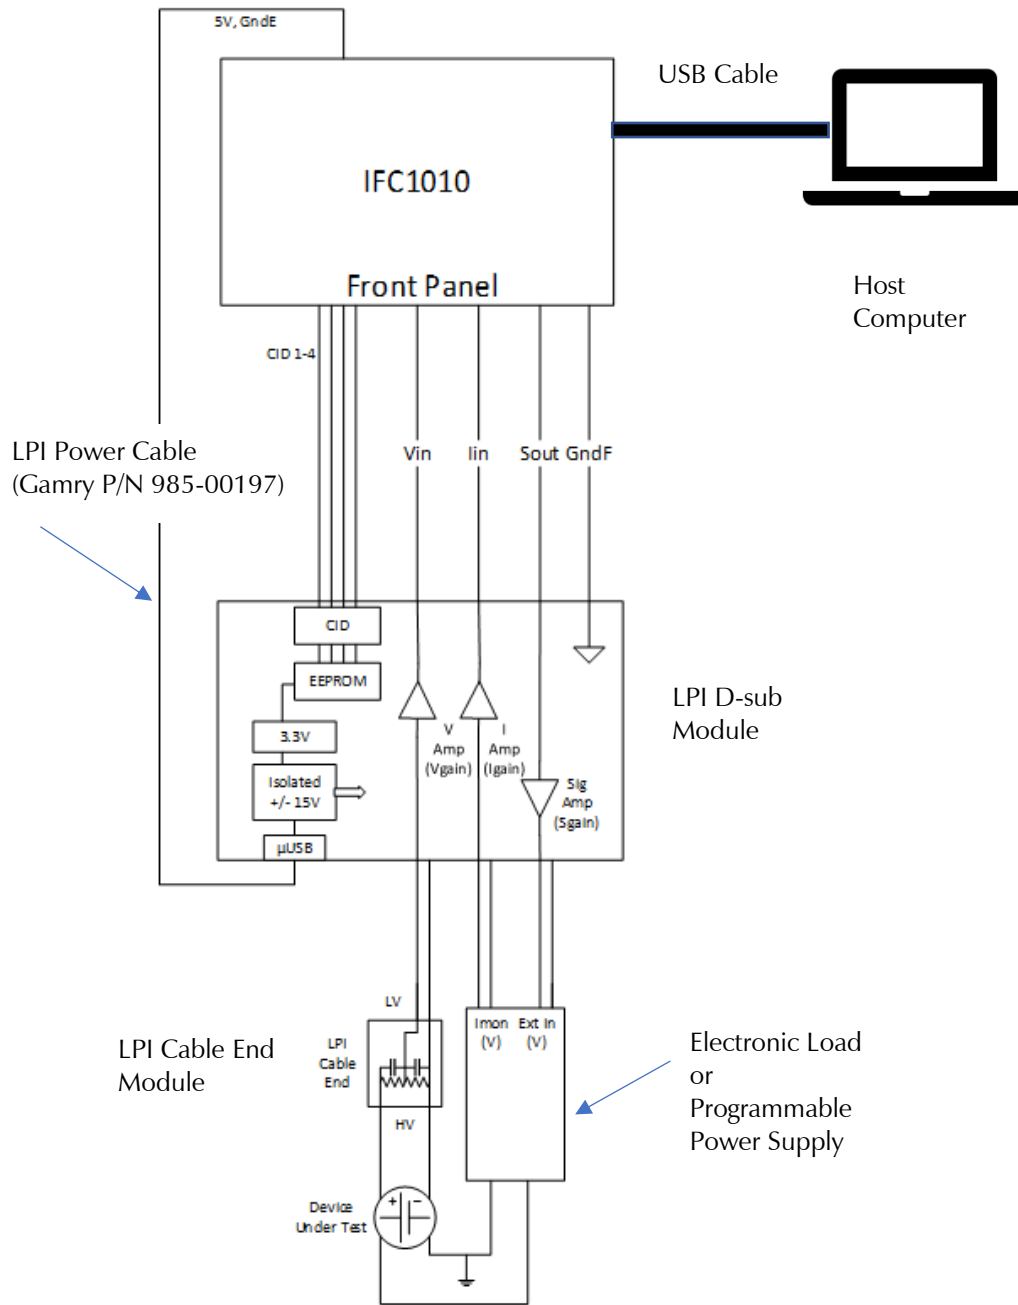 5V, GndE
USB Cable
IFC1010
Front Panel
Host
Computer
CID 1-4
LPI Power Cable
(Gamry P/N 985-00197)
Vin
Iin
Sout GndF
CID
EEPROM
3.3V
Isolated
+/- 15V
µUSB
V
Amp
(Vgain)
I
Amp
(Igain)
Sig
Amp
(Sgain)
LPI D-sub
Module
LV
LPI
Cable
End
HV
LPI Cable End
Module
Imon
(V)
Ext In
(V)
Electronic Load
or
Programmable
Power Supply
Device
Under Test
+ −